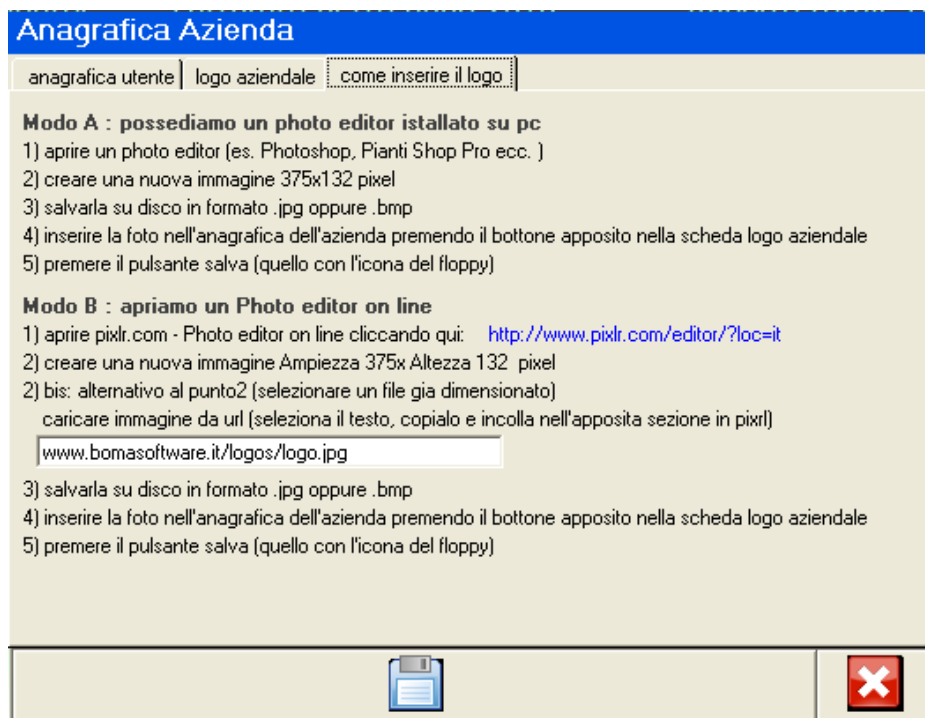 Anagrafica Azienda
anagrafica utente
logo aziendale
come inserire il logo
Modo A : possediamo un photo editor istallato su pc
1) aprire un photo editor (es. Photoshop, Pianti Shop Pro ecc. )
2) creare una nuova immagine 375x132 pixel
3) salvarla su disco in formato .jpg oppure .bmp
4) inserire la foto nell'anagrafica dell'azienda premendo il bottone apposito nella scheda logo aziendale
5) premere il pulsante salva (quello con l'icona del floppy)
Modo B : apriamo un Photo editor on line
1) aprire pixlr.com - Photo editor on line cliccando qui: http://www.pixlr.com/editor/?loc=it
2) creare una nuova immagine Ampiezza 375x Altezza 132 pixel
2) bis: alternativo al punto2 (selezionare un file gia dimensionato)
caricare immagine da url (seleziona il testo, copialo e incolla nell'apposita sezione in pixrl)
www.bomasoftware.it/logos/logo.jpg
3) salvarla su disco in formato .jpg oppure .bmp
4) inserire la foto nell'anagrafica dell'azienda premendo il bottone apposito nella scheda logo aziendale
5) premere il pulsante salva (quello con l'icona del floppy)